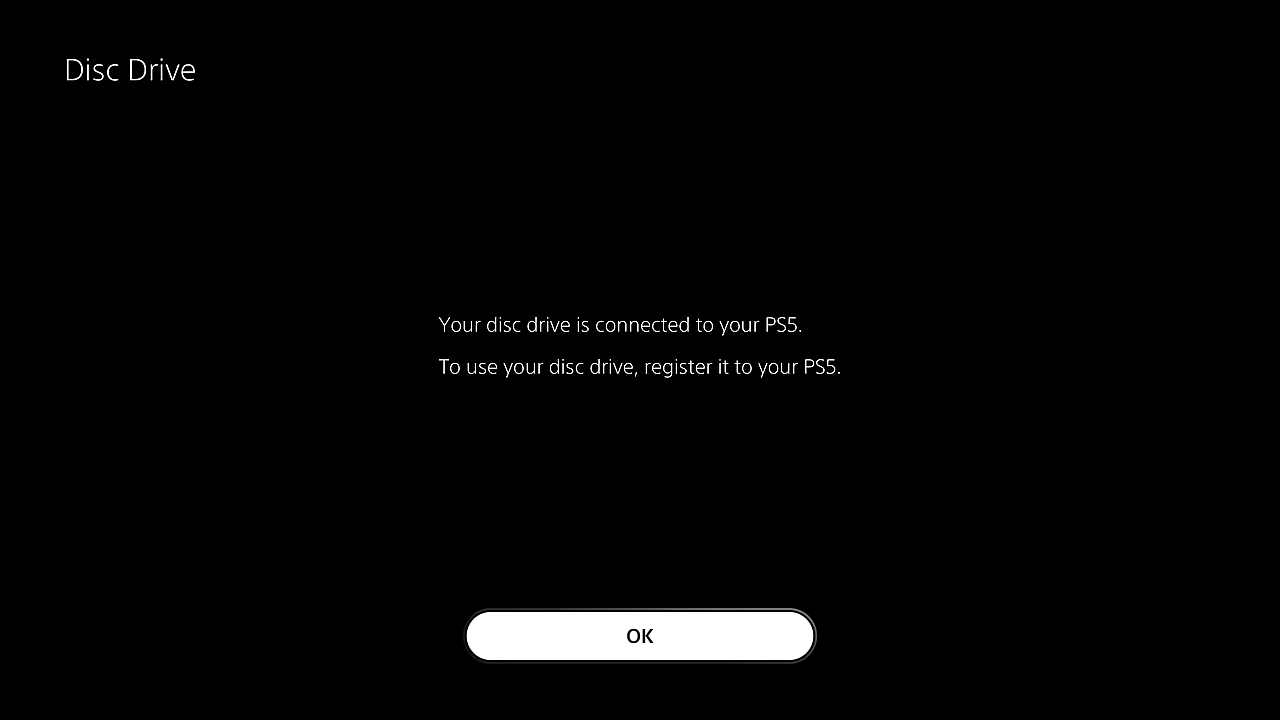 Disc Drive
Your disc drive is connected to your PS5.
To use your disc drive, register it to your PS5.
OK